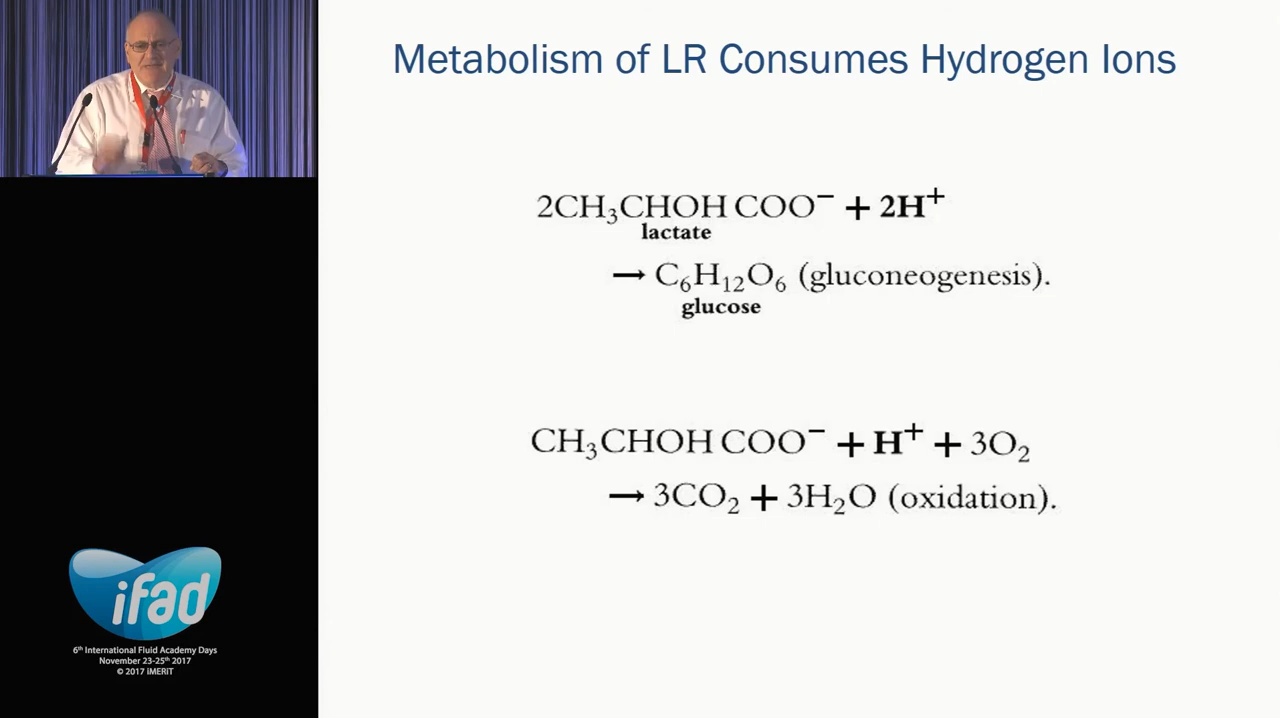 Metabolism of LR Consumes Hydrogen Ions
2CH₃CHOH COO⁻ + 2H⁺
lactate
→ C₆H₁₂O₆ (gluconeogenesis).
glucose
CH₃CHOH COO⁻ + H⁺ + 3O₂
→ 3CO₂ + 3H₂O (oxidation).
ifad
6th International Fluid Academy Days
November 23-25th 2017
© 2017 iMERiT